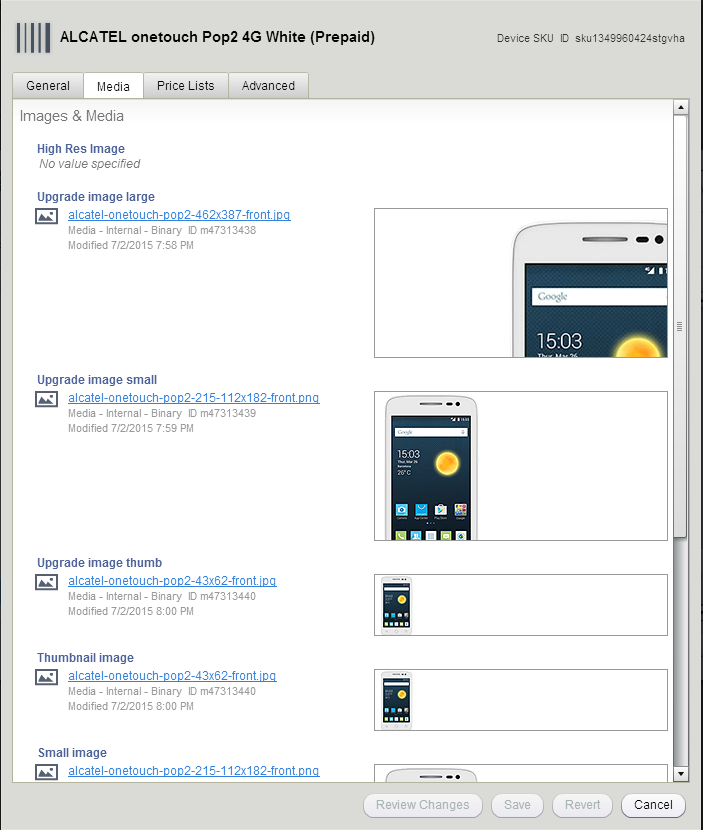 ALCATEL onetouch Pop2 4G White (Prepaid)
Device SKU ID sku1349960424stgvha
General
Media
Price Lists
Advanced
Images & Media
High Res Image
No value specified
Upgrade image large
alcatel-onetouch-pop2-462x387-front.jpg
Media - Internal - Binary ID m47313438
Modified 7/2/2015 7:58 PM
Google
15:03
Thur, Mar 26
Upgrade image small
alcatel-onetouch-pop2-215-112x182-front.png
Media - Internal - Binary ID m47313439
Modified 7/2/2015 7:59 PM
Google
15:03
Thur, Mar 26
26°C
Upgrade image thumb
alcatel-onetouch-pop2-43x62-front.jpg
Media - Internal - Binary ID m47313440
Modified 7/2/2015 8:00 PM
Thumbnail image
alcatel-onetouch-pop2-43x62-front.jpg
Media - Internal - Binary ID m47313440
Modified 7/2/2015 8:00 PM
Small image
alcatel-onetouch-pop2-215-112x182-front.png
Review Changes
Save
Revert
Cancel